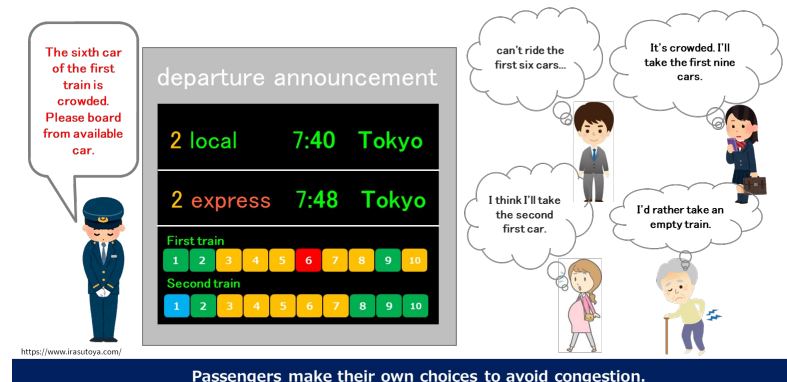 The sixth car
of the first
train is
crowded.
Please board
from available
car.
departure announcement
2 local 7:40 Tokyo
2 express 7:48 Tokyo
First train
1 2 3 4 5 6 7 8 9 10
Second train
1 2 3 4 5 6 7 8 9 10
can't ride the
first six cars...
It's crowded. I'll
take the first nine
cars.
I think I'll take
the second
first car.
I'd rather take an
empty train.
https://www.irasutoya.com/
Passengers make their own choices to avoid congestion.